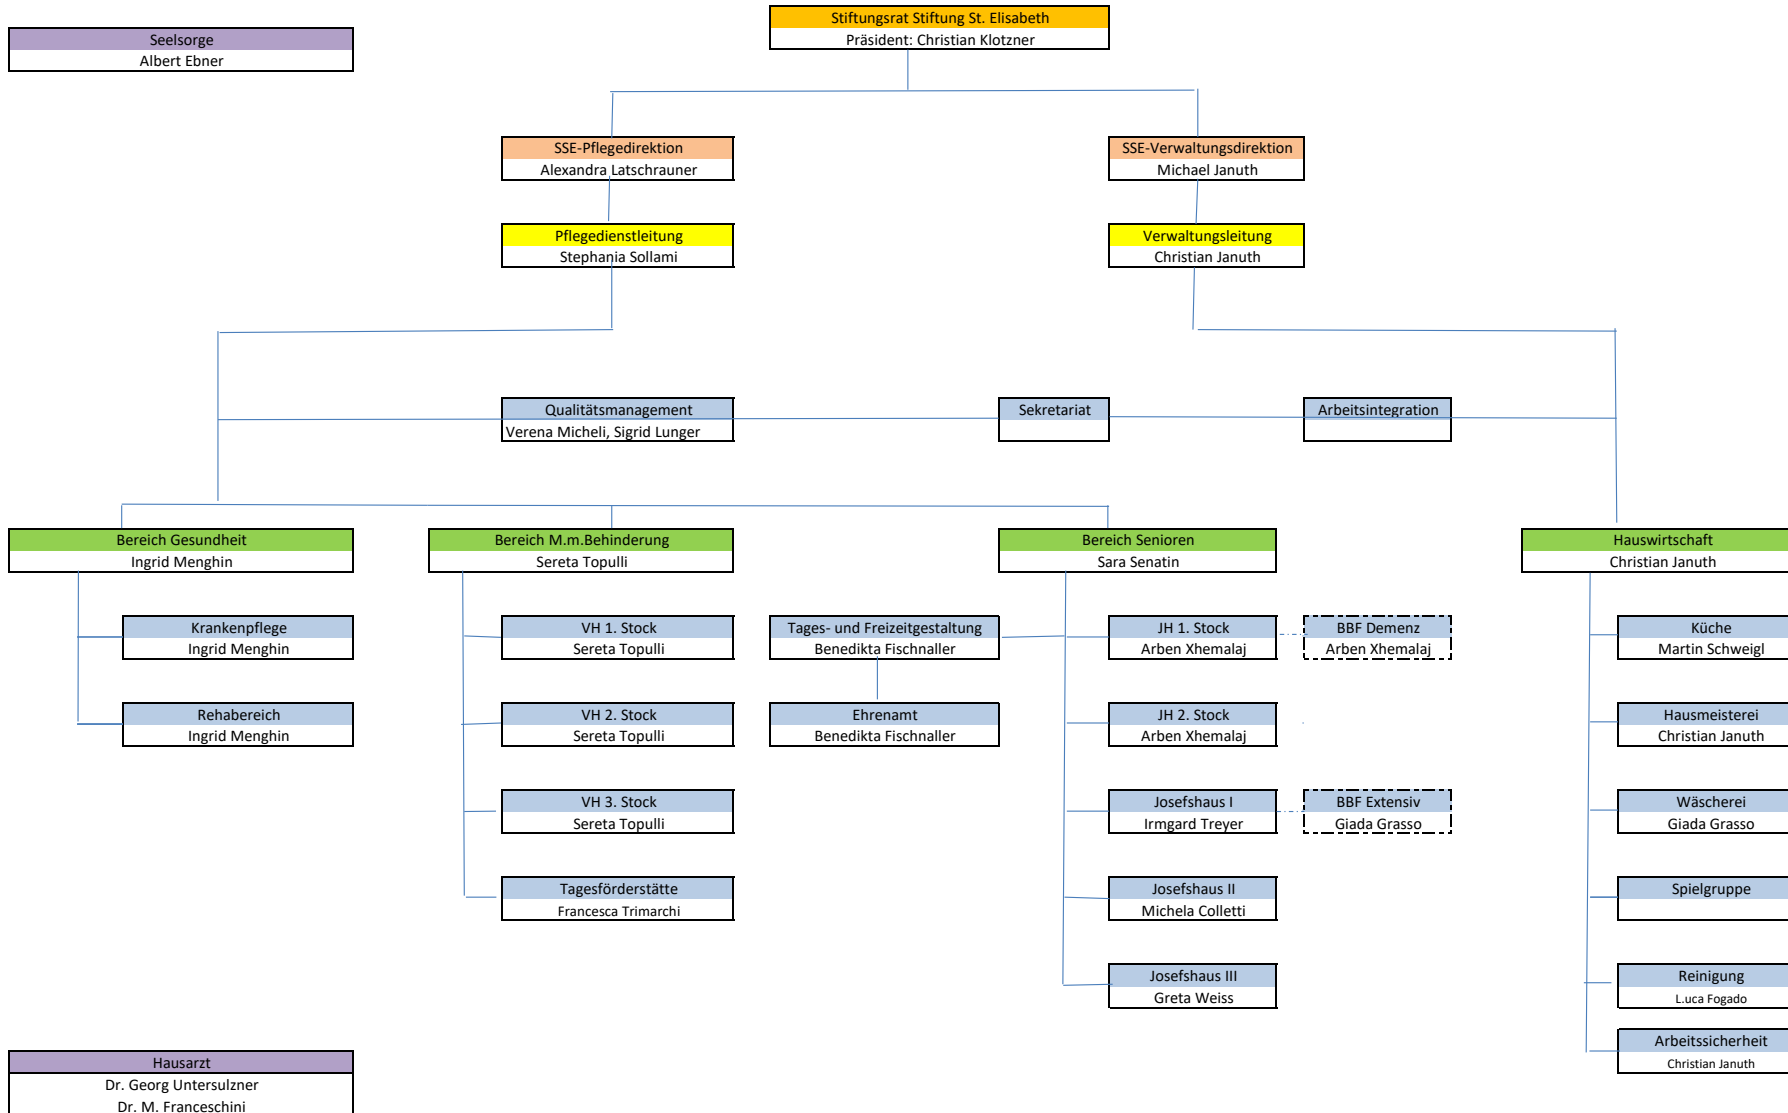 Stiftungsrat Stiftung St. Elisabeth
Präsident: Christian Klotzner
Seelsorge
Albert Ebner
SSE-Pflegedirektion
Alexandra Latschrauner
SSE-Verwaltungsdirektion
Michael Januth
Pflegedienstleitung
Stephania Sollami
Verwaltungsleitung
Christian Januth
Qualitätsmanagement
Verena Micheli, Sigrid Lunger
Sekretariat
Arbeitsintegration
Bereich Gesundheit
Ingrid Menghin
Bereich M.m.Behinderung
Sereta Topulli
Bereich Senioren
Sara Senatin
Hauswirtschaft
Christian Januth
Krankenpflege
Ingrid Menghin
VH 1. Stock
Sereta Topulli
Tages- und Freizeitgestaltung
Benedikta Fischnaller
JH 1. Stock
Arben Xhemalaj
BBF Demenz
Arben Xhemalaj
Küche
Martin Schweigl
Rehabereich
Ingrid Menghin
VH 2. Stock
Sereta Topulli
Ehrenamt
Benedikta Fischnaller
JH 2. Stock
Arben Xhemalaj
Hausmeisterei
Christian Januth
VH 3. Stock
Sereta Topulli
Josefshaus I
Irmgard Treyer
BBF Extensiv
Giada Grasso
Wäscherei
Giada Grasso
Tagesförderstätte
Francesca Trimarchi
Josefshaus II
Michela Colletti
Spielgruppe
Josefshaus III
Greta Weiss
Reinigung
L.uca Fogado
Arbeitssicherheit
Christian Januth
Hausarzt
Dr. Georg Untersulzner
Dr. M. Franceschini